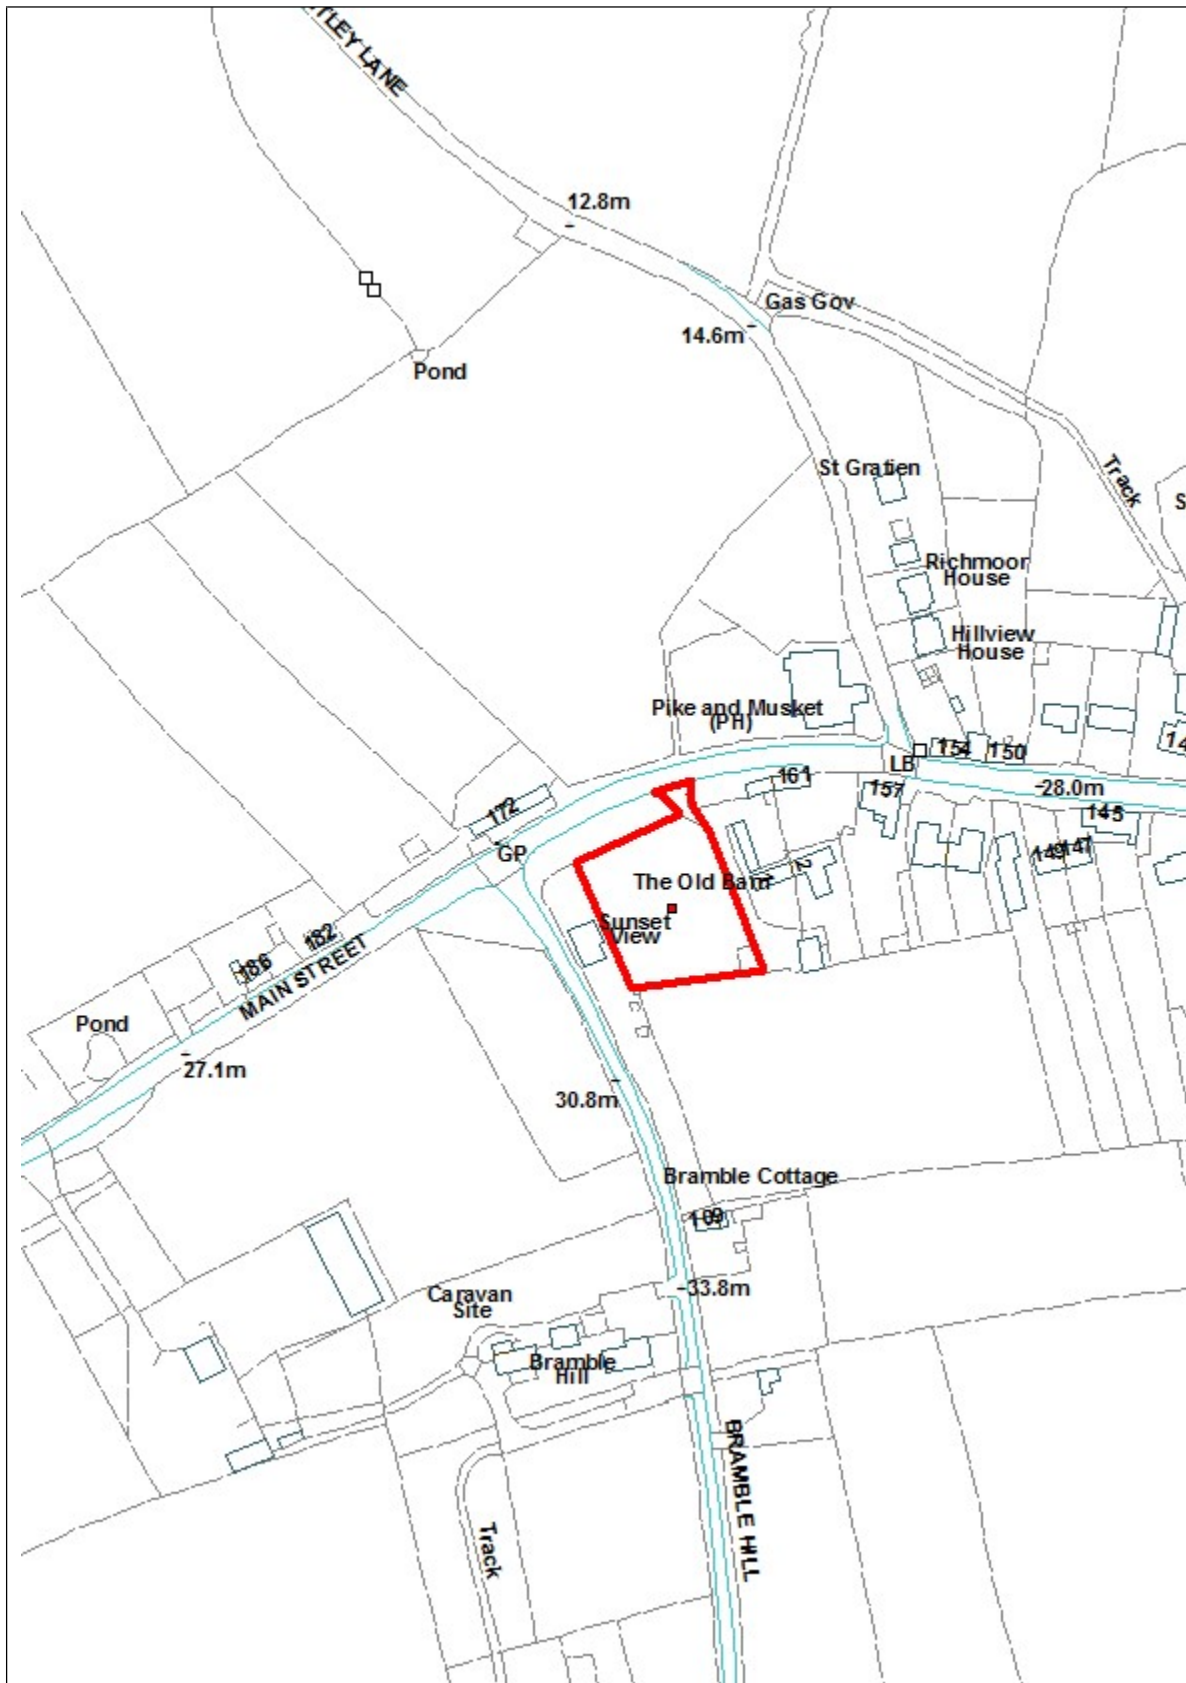 TLEY LANE
12.8m
Gas Gov
14.6m
Pond
St Gratien
Track
S
Richmoor
House
Hillview
House
Pike and Musket
(PH)
154
150
14
LB
161
157
28.0m
172
145
GP
149
147
2
1
The Old Barn
Sunset
View
182
186
MAIN STREET
Pond
27.1m
30.8m
Bramble Cottage
109
33.8m
Caravan
Site
Bramble
Hill
BRAMBLE HILL
Track